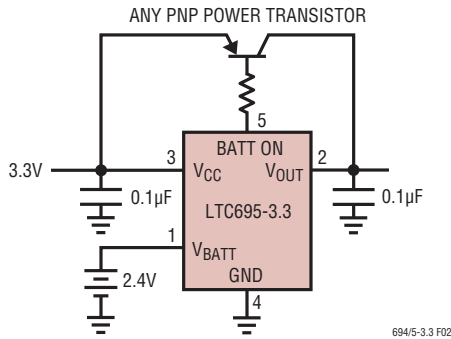 ANY PNP POWER TRANSISTOR
5
BATT ON
3.3V
3
VCC
VOUT
2
0.1µF
LTC695-3.3
0.1µF
1
VBATT
2.4V
GND
4
694/5-3.3 F02